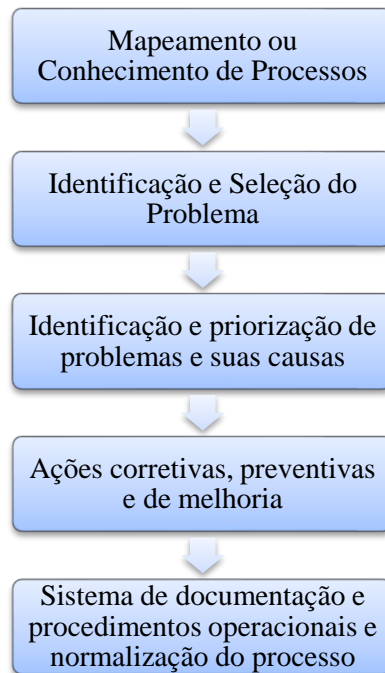 Mapeamento ou
Conhecimento de Processos
Identificação e Seleção do
Problema
Identificação e priorização de
problemas e suas causas
Ações corretivas, preventivas
e de melhoria
Sistema de documentação e
procedimentos operacionais e
normalização do processo